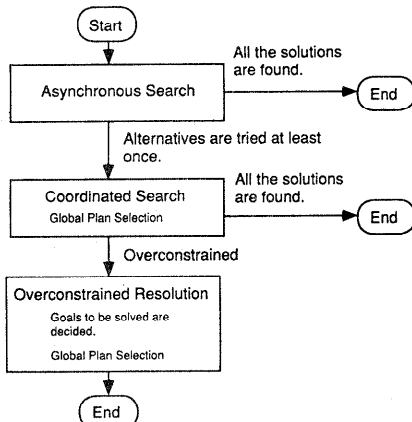 Start
All the solutions
are found.
Asynchronous Search
End
Alternatives are tried at least
once.
All the solutions
are found.
Coordinated Search
Global Plan Selection
End
Overconstrained
Overconstrained Resolution
Goals to be solved are
decided.
Global Plan Selection
End